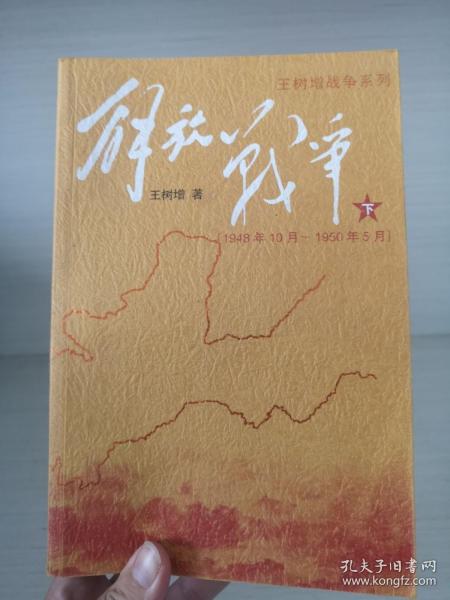 王树增战争系列
解放战争
王树增 著
下
(1948年10月~1950年5月)
孔夫子旧书网
www.kongfz.com